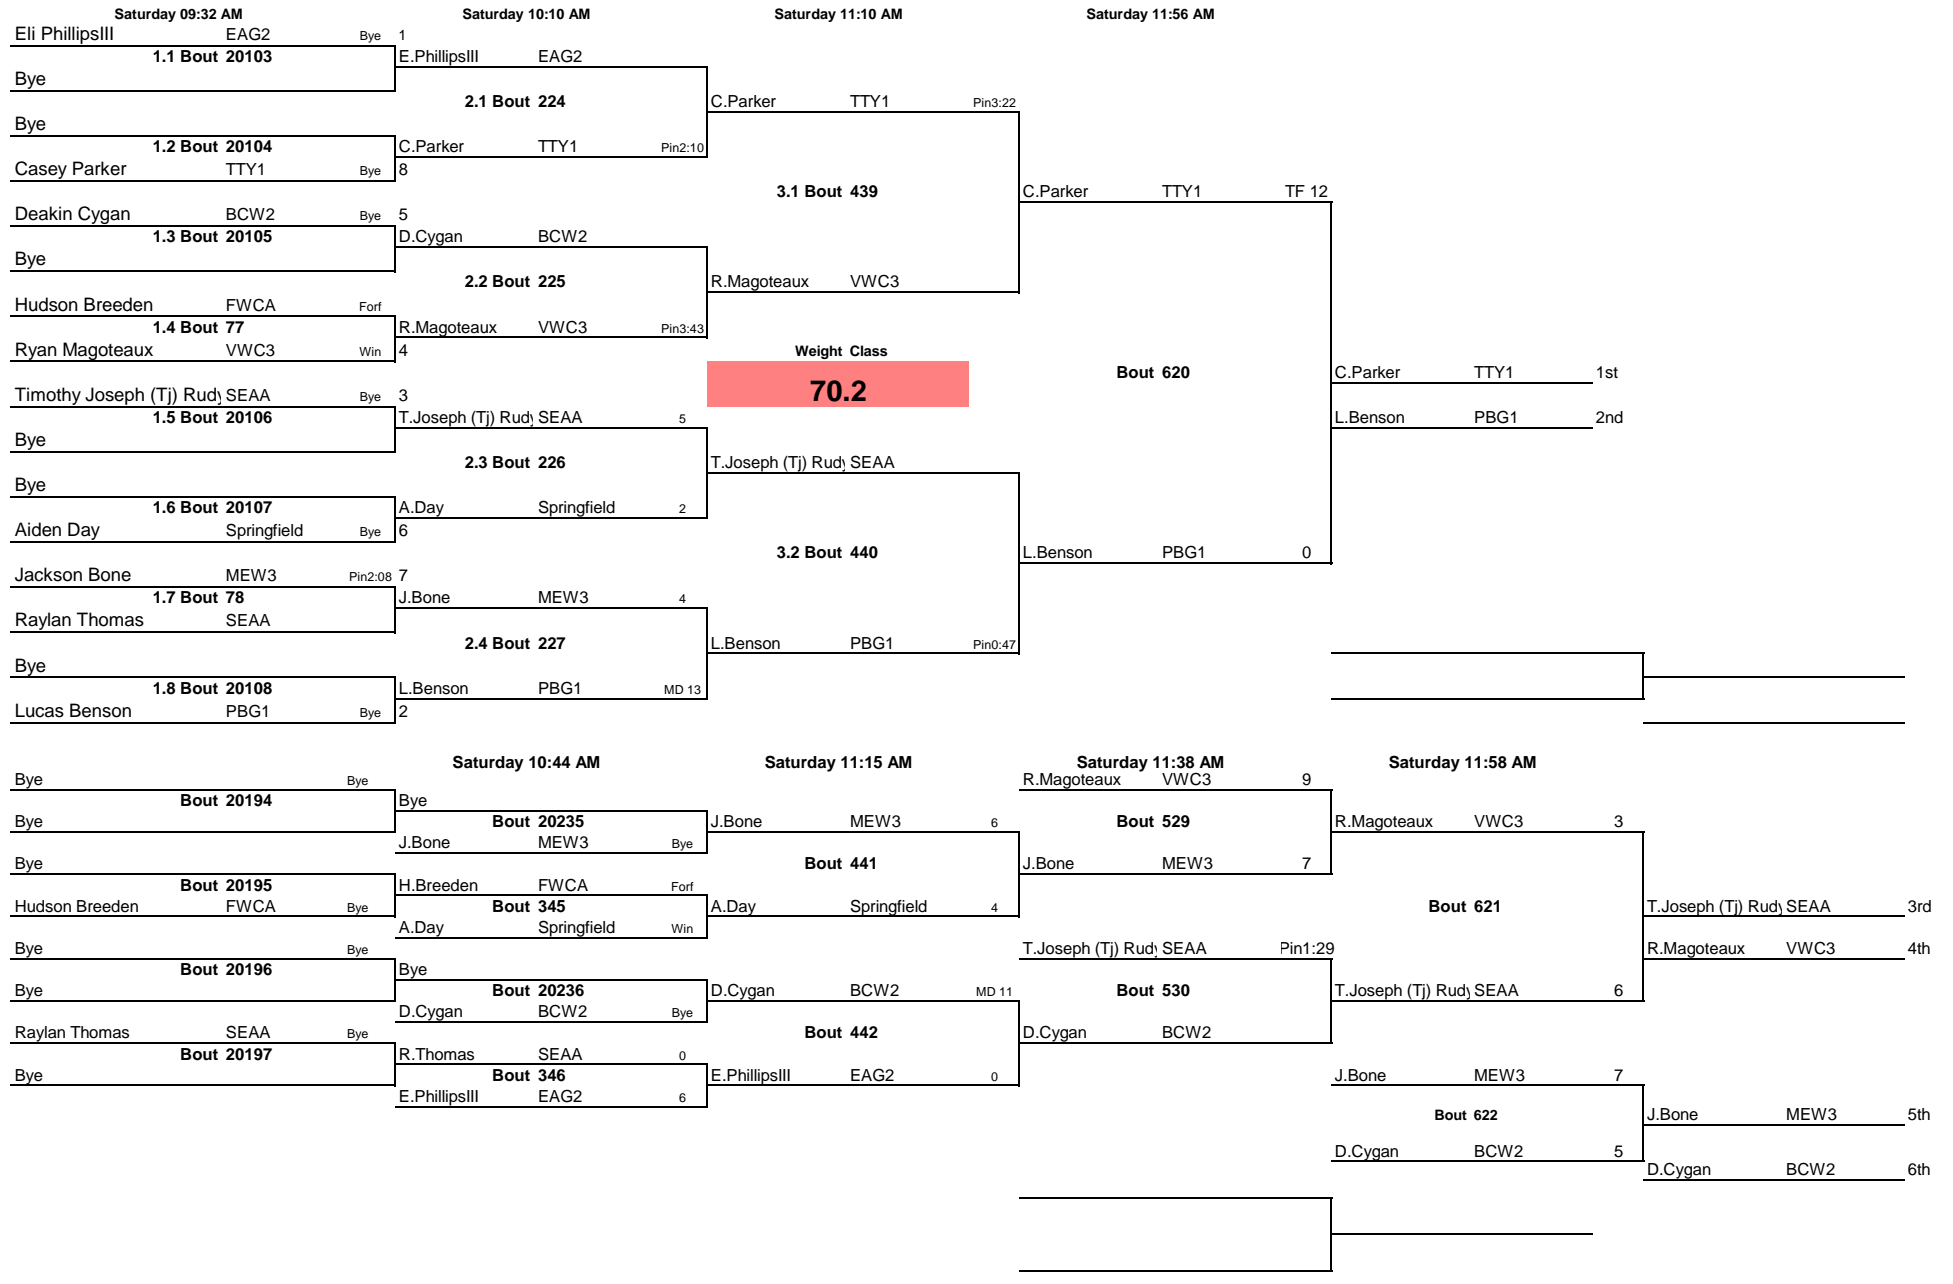 Saturday 09:32 AM Saturday 10:10 AM Saturday 11:10 AM Saturday 11:56 AM
Eli PhillipsIII EAG2 Bye 1
1.1 Bout 20103 E.PhillipsIII EAG2
Bye
2.1 Bout 224 C.Parker TTY1 Pin3:22
Bye
1.2 Bout 20104 C.Parker TTY1 Pin2:10
Casey Parker TTY1 Bye 8
3.1 Bout 439 C.Parker TTY1 TF 12
Deakin Cygan BCW2 Bye 5
1.3 Bout 20105 D.Cygan BCW2
Bye
2.2 Bout 225 R.Magoteaux VWC3
Hudson Breeden FWCA Forf
1.4 Bout 77 R.Magoteaux VWC3 Pin3:43
Ryan Magoteaux VWC3 Win 4 Weight Class
Bout 620 C.Parker TTY1 1st
Timothy Joseph (Tj) Rudy SEAA Bye 3 70.2
1.5 Bout 20106 T.Joseph (Tj) Rudy SEAA 5 L.Benson PBG1 2nd
Bye
2.3 Bout 226 T.Joseph (Tj) Rudy SEAA
Bye
1.6 Bout 20107 A.Day Springfield 2
Aiden Day Springfield Bye 6
3.2 Bout 440 L.Benson PBG1 0
Jackson Bone MEW3 Pin2:08 7
1.7 Bout 78 J.Bone MEW3 4
Raylan Thomas SEAA
2.4 Bout 227 L.Benson PBG1 Pin0:47
Bye
1.8 Bout 20108 L.Benson PBG1 MD 13
Lucas Benson PBG1 Bye 2
Saturday 10:44 AM Saturday 11:15 AM Saturday 11:38 AM Saturday 11:58 AM
Bye Bye R.Magoteaux VWC3 9
Bout 20194 Bye
Bye Bout 20235 J.Bone MEW3 6 Bout 529 R.Magoteaux VWC3 3
J.Bone MEW3 Bye
Bye Bout 441 J.Bone MEW3 7
Bout 20195 H.Breeden FWCA Forf
Hudson Breeden FWCA Bye Bout 345 A.Day Springfield 4 Bout 621 T.Joseph (Tj) Rudy SEAA 3rd
A.Day Springfield Win
Bye Bye T.Joseph (Tj) Rudy SEAA Pin1:29 R.Magoteaux VWC3 4th
Bout 20196 Bye
Bye Bout 20236 D.Cygan BCW2 MD 11 Bout 530 T.Joseph (Tj) Rudy SEAA 6
D.Cygan BCW2 Bye
Raylan Thomas SEAA Bye Bout 442 D.Cygan BCW2
Bout 20197 R.Thomas SEAA 0
Bye Bout 346 E.PhillipsIII EAG2 0 J.Bone MEW3 7
E.PhillipsIII EAG2 6
Bout 622 J.Bone MEW3 5th
D.Cygan BCW2 5
D.Cygan BCW2 6th